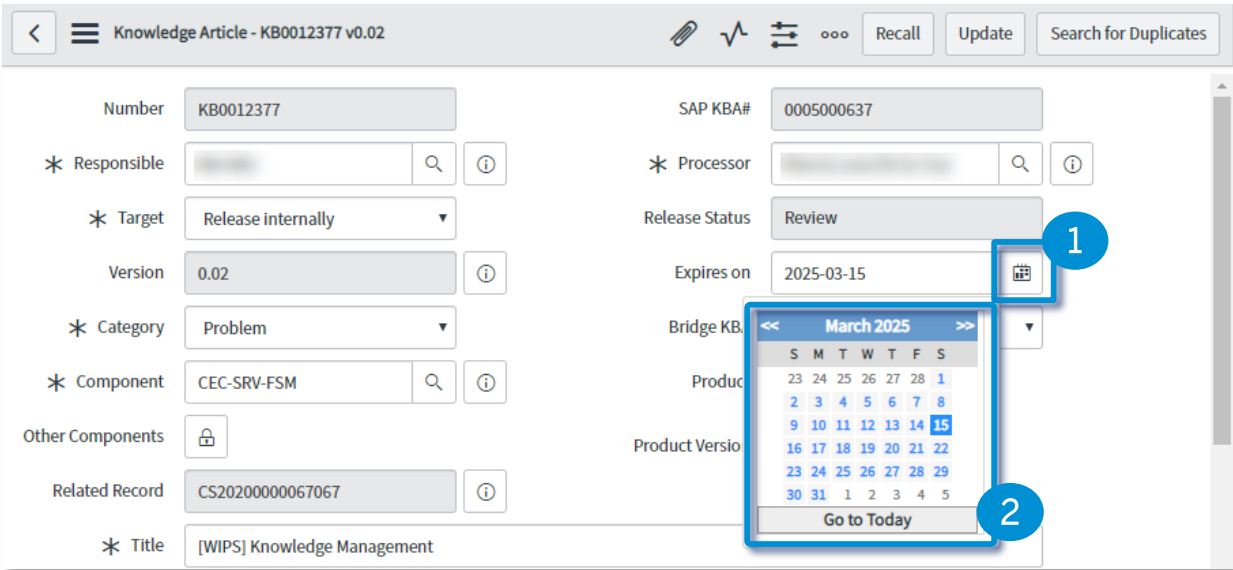 Knowledge Article - KB0012377 v0.02
Recall
Update
Search for Duplicates
Number KB0012377
SAP KBA# 0005000637
Responsible
Processor
Target Release internally
Release Status Review
1
Version 0.02
Expires on 2025-03-15
Category Problem
Bridge KB
<< March 2025 >>
S M T W T F S
Component CEC-SRV-FSM
Produc
23 24 25 26 27 28 1
2 3 4 5 6 7 8
9 10 11 12 13 14 15
Other Components
Product Versio
16 17 18 19 20 21 22
23 24 25 26 27 28 29
30 31 1 2 3 4 5
Related Record CS20200000067067
Go to Today
2
Title [WIPS] Knowledge Management